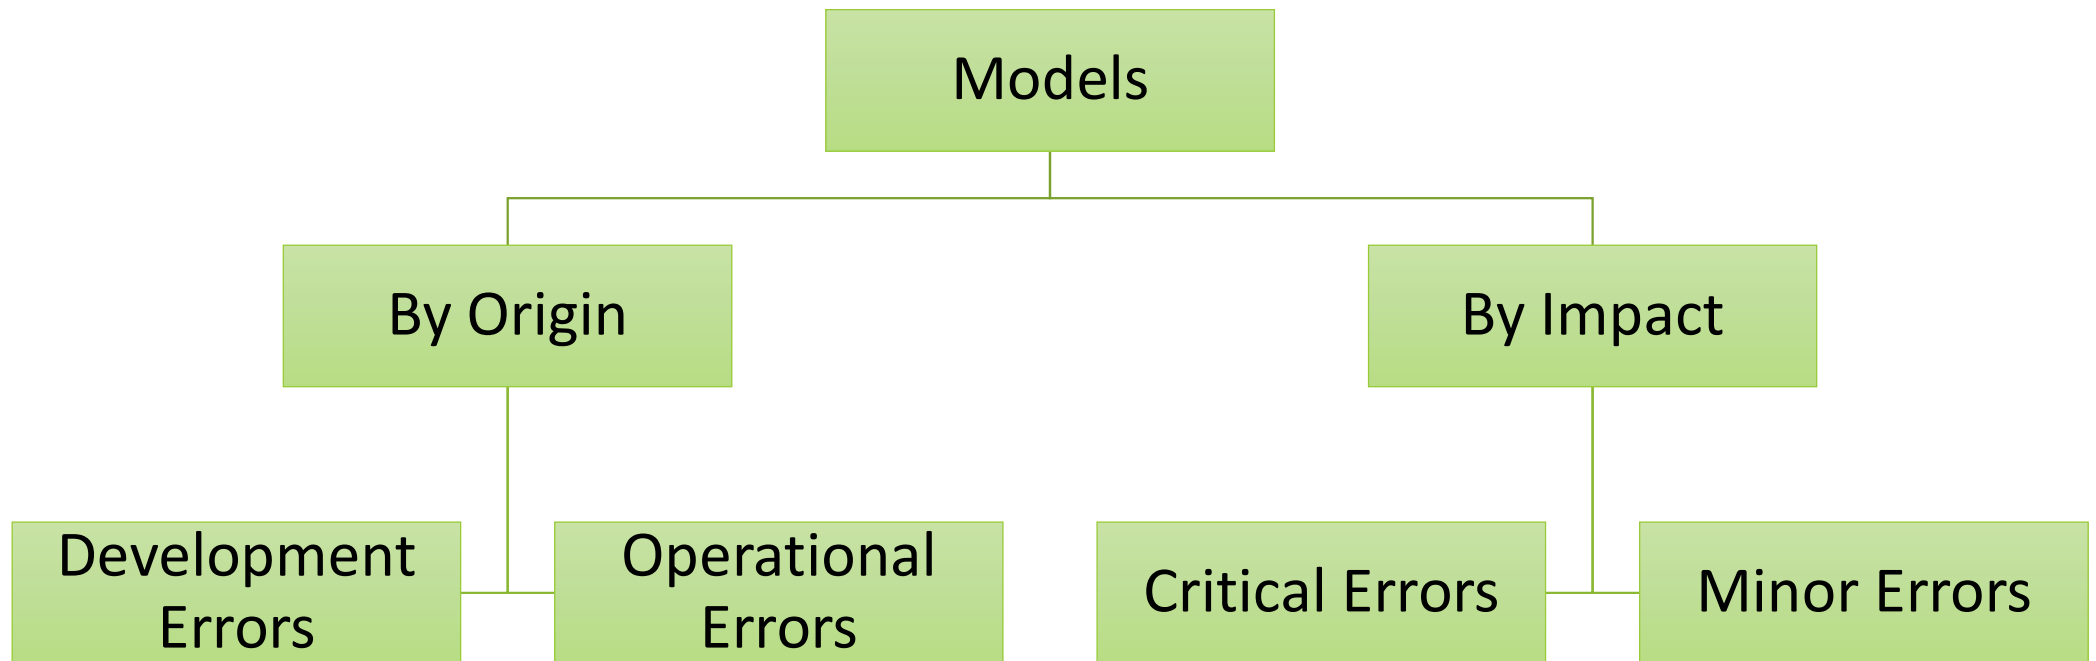 Models
By Origin
By Impact
Development
Errors
Operational
Errors
Critical Errors
Minor Errors